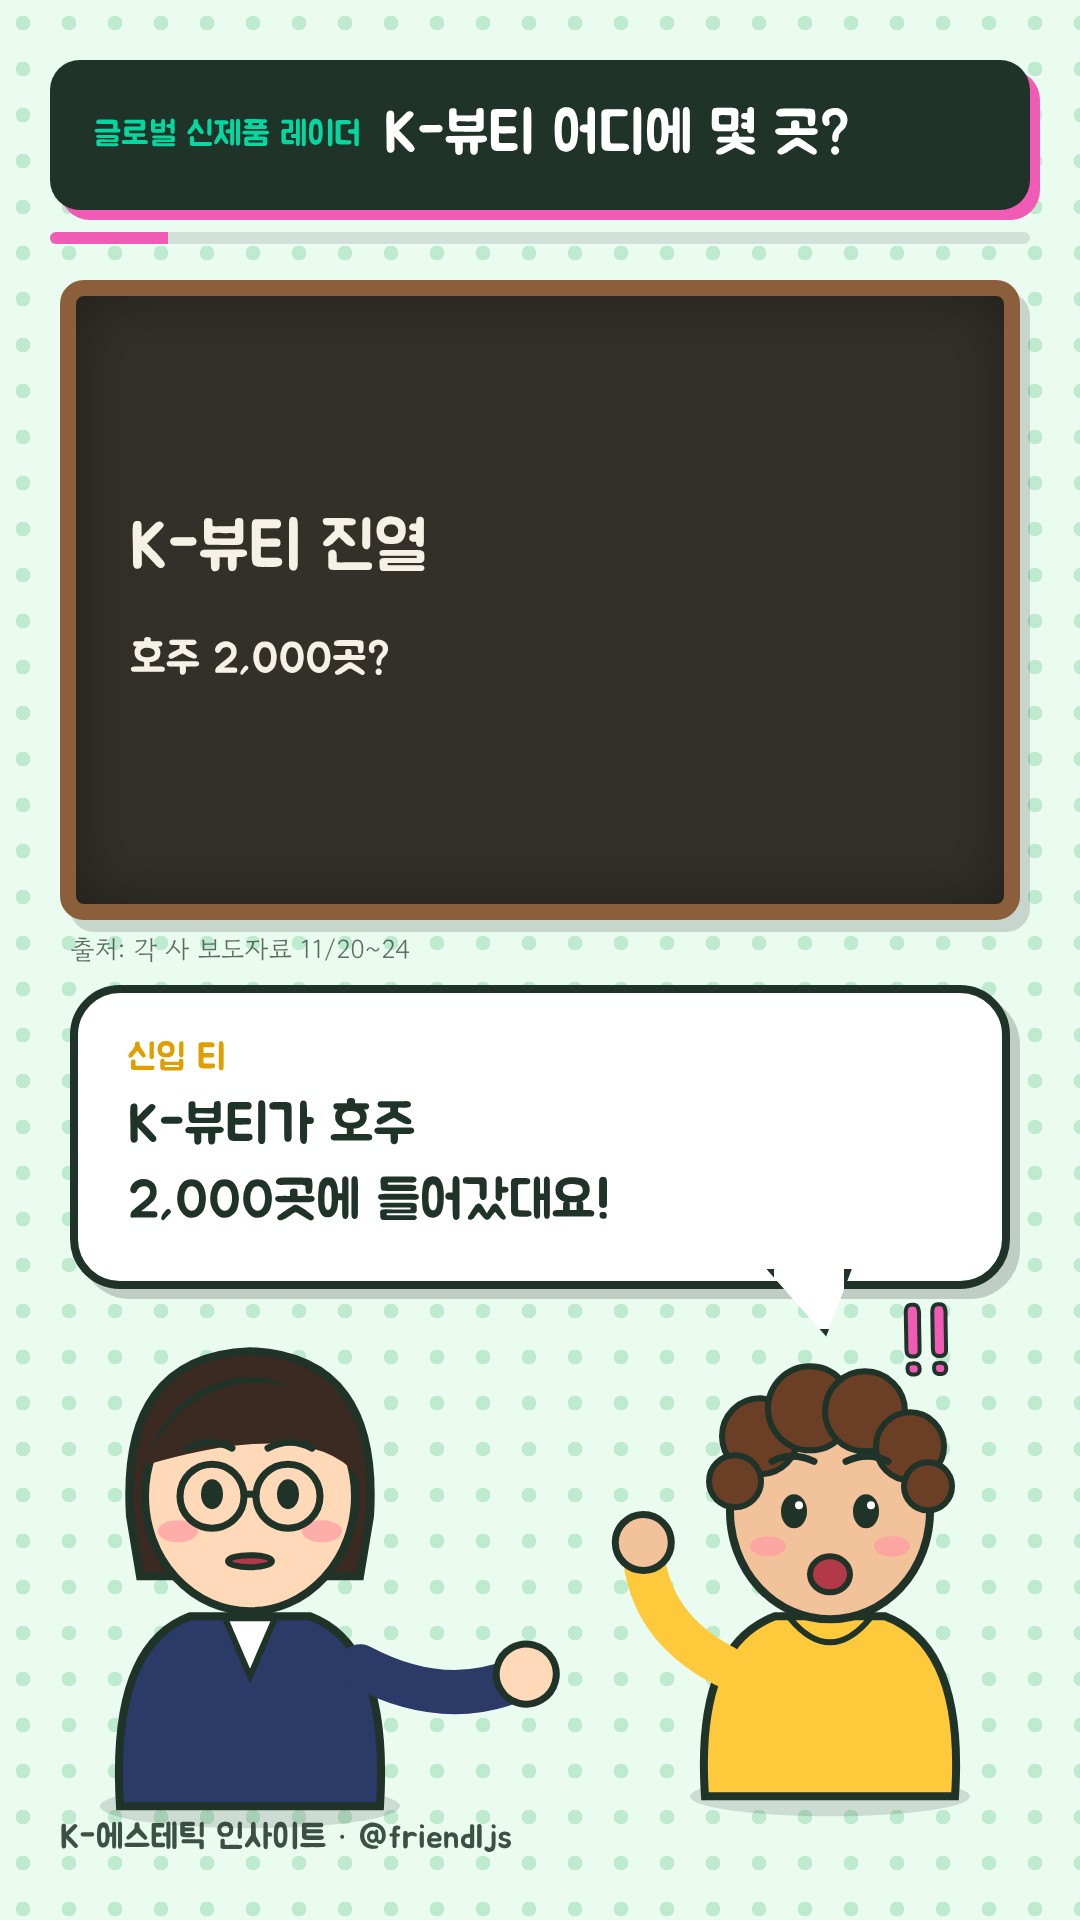 글로벌 신제품 레이더 K-뷰티 어디에 몇 곳?
K-뷰티 진열
호주 2,000곳?
출처: 각 사 보도자료 11/20~24
신입 티
K-뷰티가 호주
2,000곳에 들어갔대요!
!!
K-에스테틱 인사이트 · @friendljs